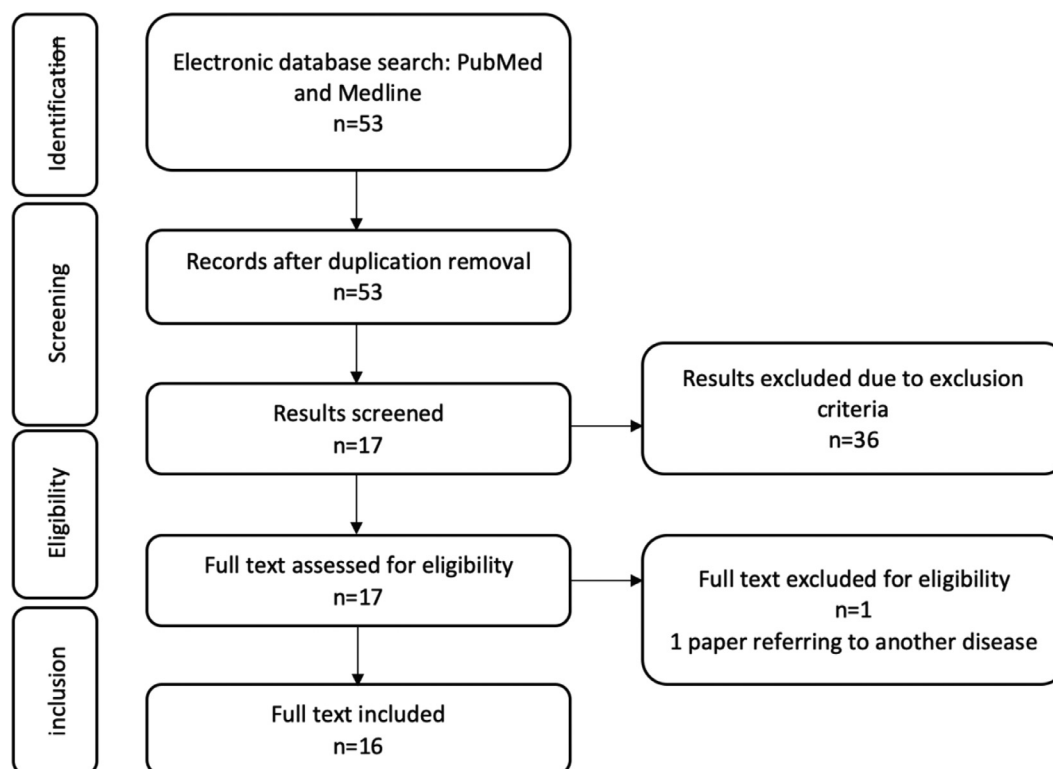 Identification
Electronic database search: PubMed
and Medline
n=53
Screening
Records after duplication removal
n=53
Results screened
n=17
Results excluded due to exclusion
criteria
n=36
Eligibility
Full text assessed for eligibility
n=17
Full text excluded for eligibility
n=1
1 paper referring to another disease
inclusion
Full text included
n=16